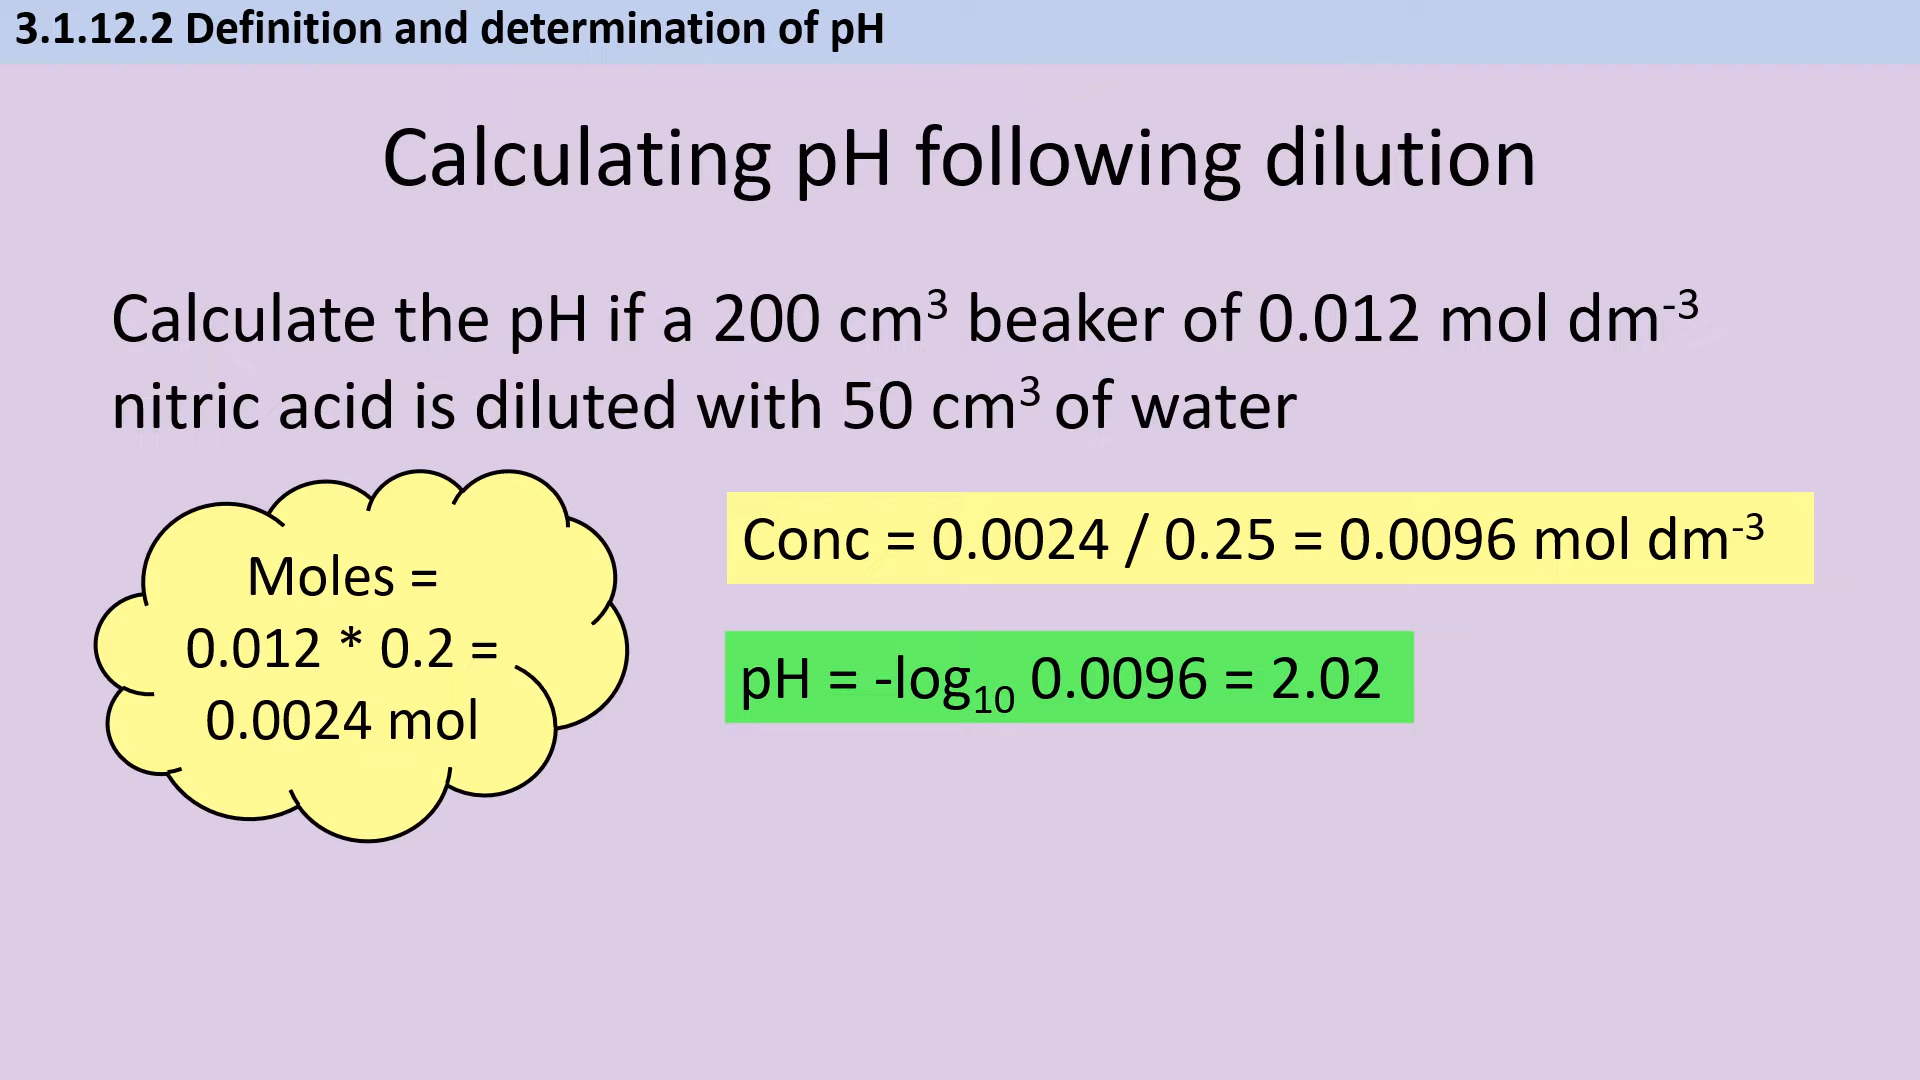 3.1.12.2 Definition and determination of pH
Calculating pH following dilution
Calculate the pH if a 200 cm³ beaker of 0.012 mol dm⁻³
nitric acid is diluted with 50 cm³ of water
Moles =
0.012 * 0.2 =
0.0024 mol
Conc = 0.0024 / 0.25 = 0.0096 mol dm⁻³
pH = -log₁₀ 0.0096 = 2.02